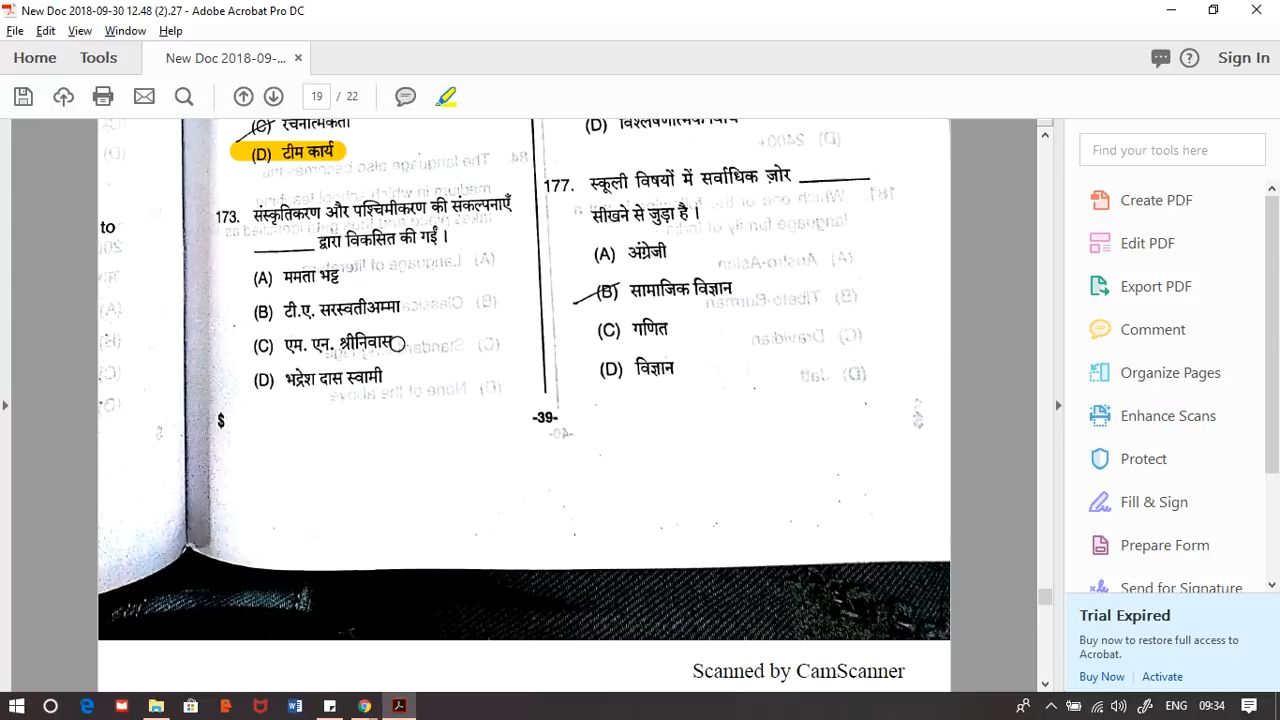 New Doc 2018-09-30 12.48 (2).27 - Adobe Acrobat Pro DC
File Edit View Window Help
Home Tools New Doc 2018-09-... × Sign In
19 / 22
to
(C) रचनात्मकता
(D) टीम कार्य
173. संस्कृतिकरण और पश्चिमीकरण की संकल्पनाएँ
______ द्वारा विकसित की गईं।
(A) ममता भट्ट
(B) टी.ए. सरस्वतीअम्मा
(C) एम. एन. श्रीनिवास
(D) भद्रेश दास स्वामी
$
(D) विश्लेषणात्मक
177. स्कूली विषयों में सर्वाधिक ज़ोर ______
सीखने से जुड़ा है।
(A) अंग्रेजी
(B) सामाजिक विज्ञान
(C) गणित
(D) विज्ञान
-39-
Scanned by CamScanner
Find your tools here
Create PDF
Edit PDF
Export PDF
Comment
Organize Pages
Enhance Scans
Protect
Fill & Sign
Prepare Form
Send for Signature
Trial Expired
Buy now to restore full access to
Acrobat.
Buy Now Activate
ENG 09:34